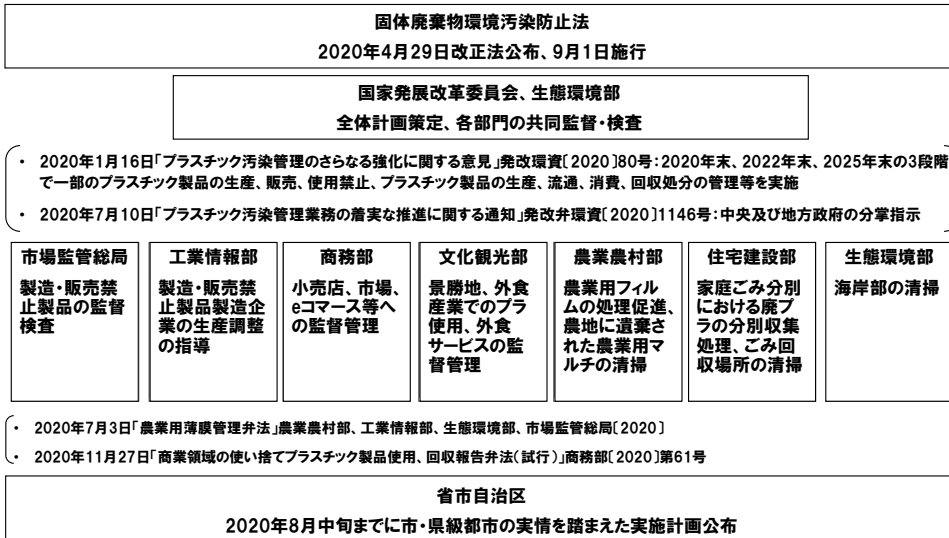 固体廃棄物環境汚染防止法
2020年4月29日改正法公布、9月1日施行
国家発展改革委員会、生態環境部
全体計画策定、各部門の共同監督・検査
・ 2020年1月16日「プラスチック汚染管理のさらなる強化に関する意見」発改環資〔2020〕80号：2020年末、2022年末、2025年末の3段階
で一部のプラスチック製品の生産、販売、使用禁止、プラスチック製品の生産、流通、消費、回収処分の管理等を実施
・ 2020年7月10日「プラスチック汚染管理業務の着実な推進に関する通知」発改弁環資〔2020〕1146号：中央及び地方政府の分掌指示
市場監管総局
製造・販売禁
止製品の監督
検査
工業情報部
製造・販売禁
止製品製造企
業の生産調整
の指導
商務部
小売店、市場、
eコマース等へ
の監督管理
文化観光部
景勝地、外食
産業でのプラ
使用、外食
サービスの監
督管理
農業農村部
農業用フィル
ムの処理促進、
農地に遺棄さ
れた農業用マ
ルチの清掃
住宅建設部
家庭ごみ分別
における廃プ
ラの分別収集
処理、ごみ回
収場所の清掃
生態環境部
海岸部の清掃
・ 2020年7月3日「農業用薄膜管理弁法」農業農村部、工業情報部、生態環境部、市場監管総局〔2020〕
・ 2020年11月27日「商業領域の使い捨てプラスチック製品使用、回収報告弁法（試行）」商務部〔2020〕第61号
省市自治区
2020年8月中旬までに市・県級都市の実情を踏まえた実施計画公布